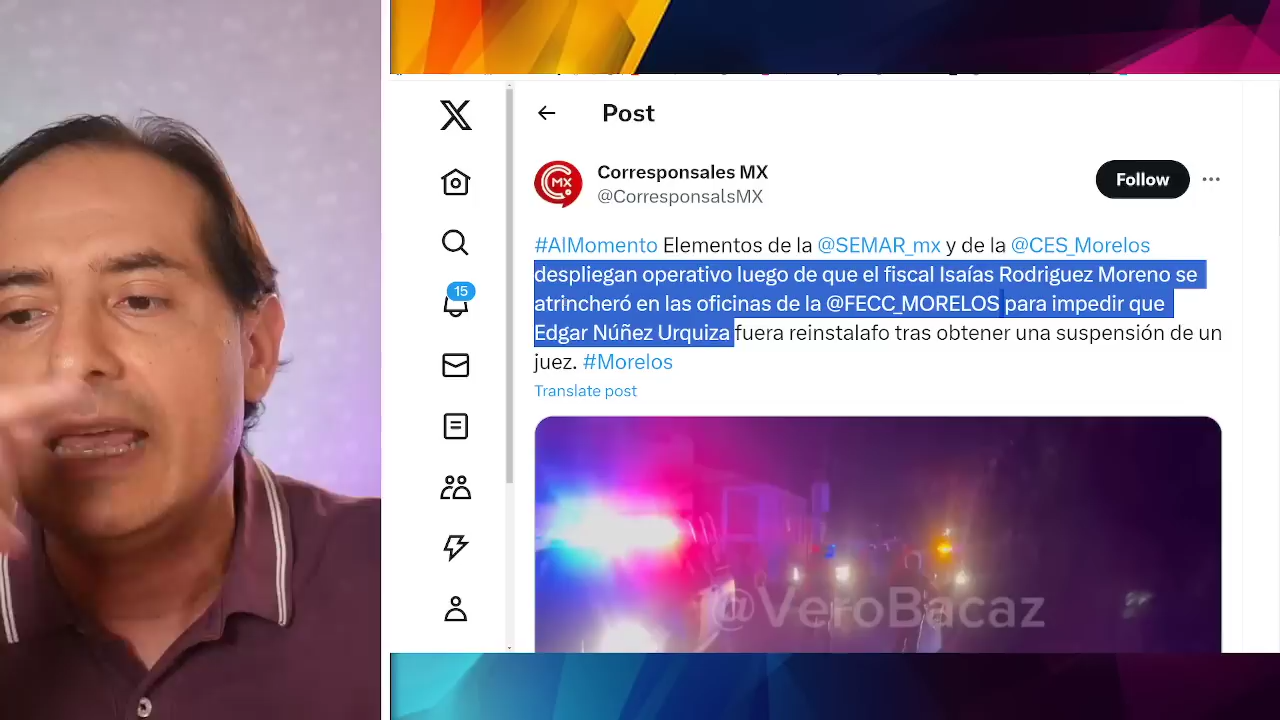 Post
Corresponsales MX
@CorresponsalsMX
Follow
#AlMomento Elementos de la @SEMAR_mx y de la @CES_Morelos
despliegan operativo luego de que el fiscal Isaías Rodriguez Moreno se
atrincheró en las oficinas de la @FECC_MORELOS para impedir que
Edgar Núñez Urquiza fuera reinstalafo tras obtener una suspensión de un
juez. #Morelos
Translate post
15
MX
@VeroBacaz